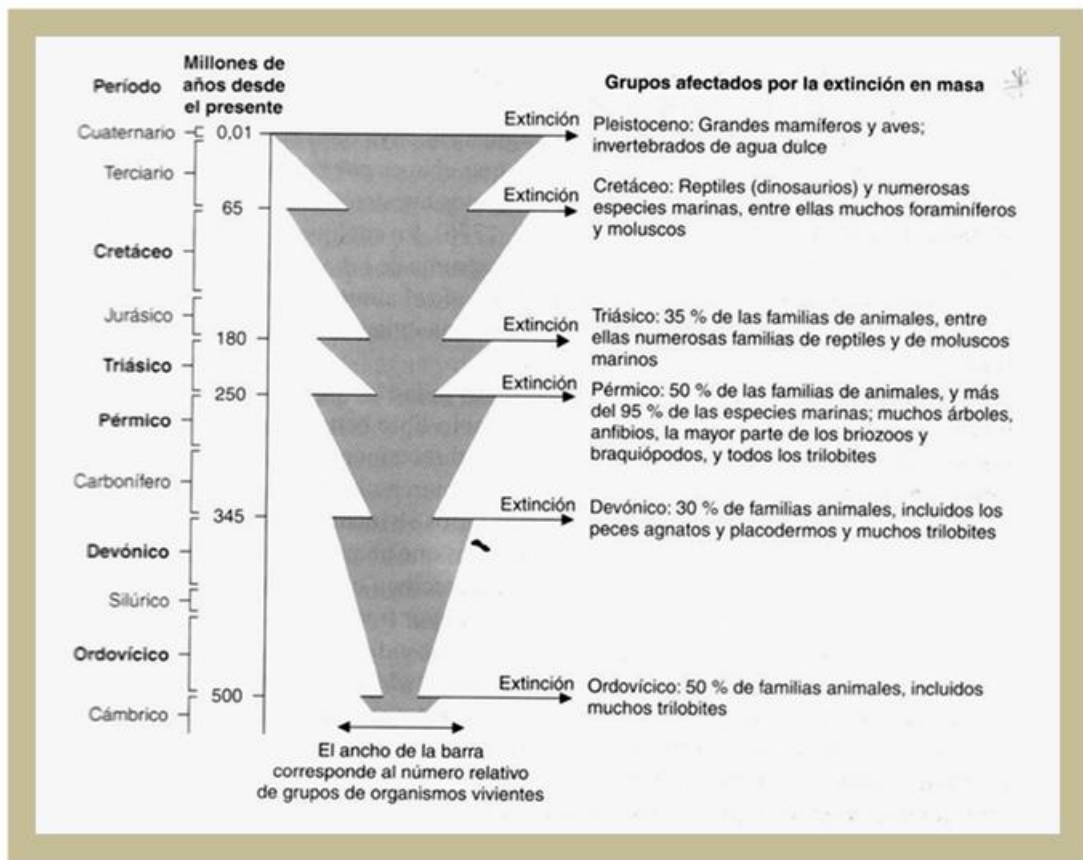 Período
Millones de
años desde
el presente
Grupos afectados por la extinción en masa
Cuaternario
0,01
Extinción
Pleistoceno: Grandes mamíferos y aves;
invertebrados de agua dulce
Terciario
65
Extinción
Cretáceo: Reptiles (dinosaurios) y numerosas
especies marinas, entre ellas muchos foraminíferos
y moluscos
Cretáceo
Jurásico
180
Extinción
Triásico: 35 % de las familias de animales, entre
ellas numerosas familias de reptiles y de moluscos
marinos
Triásico
250
Extinción
Pérmico: 50 % de las familias de animales, y más
del 95 % de las especies marinas; muchos árboles,
anfibios, la mayor parte de los briozoos y
braquiópodos, y todos los trilobites
Pérmico
Carbonífero
345
Extinción
Devónico: 30 % de familias animales, incluidos los
peces agnatos y placodermos y muchos trilobites
Devónico
Silúrico
Ordovícico
500
Extinción
Ordovícico: 50 % de familias animales, incluidos
muchos trilobites
Cámbrico
El ancho de la barra
corresponde al número relativo
de grupos de organismos vivientes